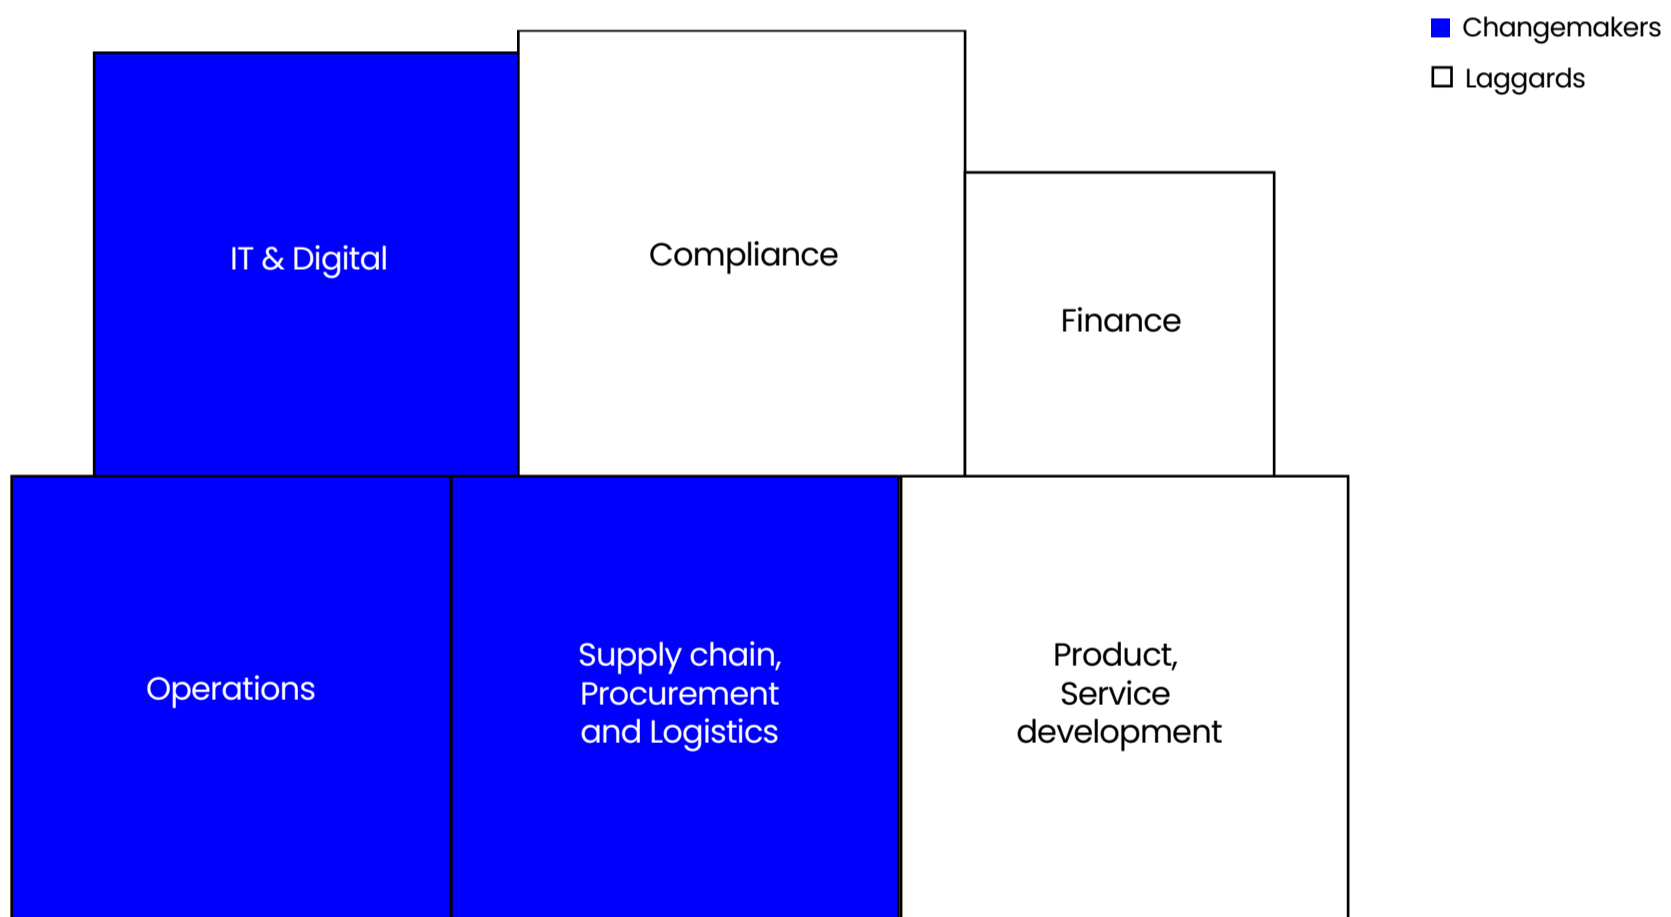 Changemakers
Laggards
IT & Digital
Compliance
Finance
Operations
Supply chain,
Procurement
and Logistics
Product,
Service
development